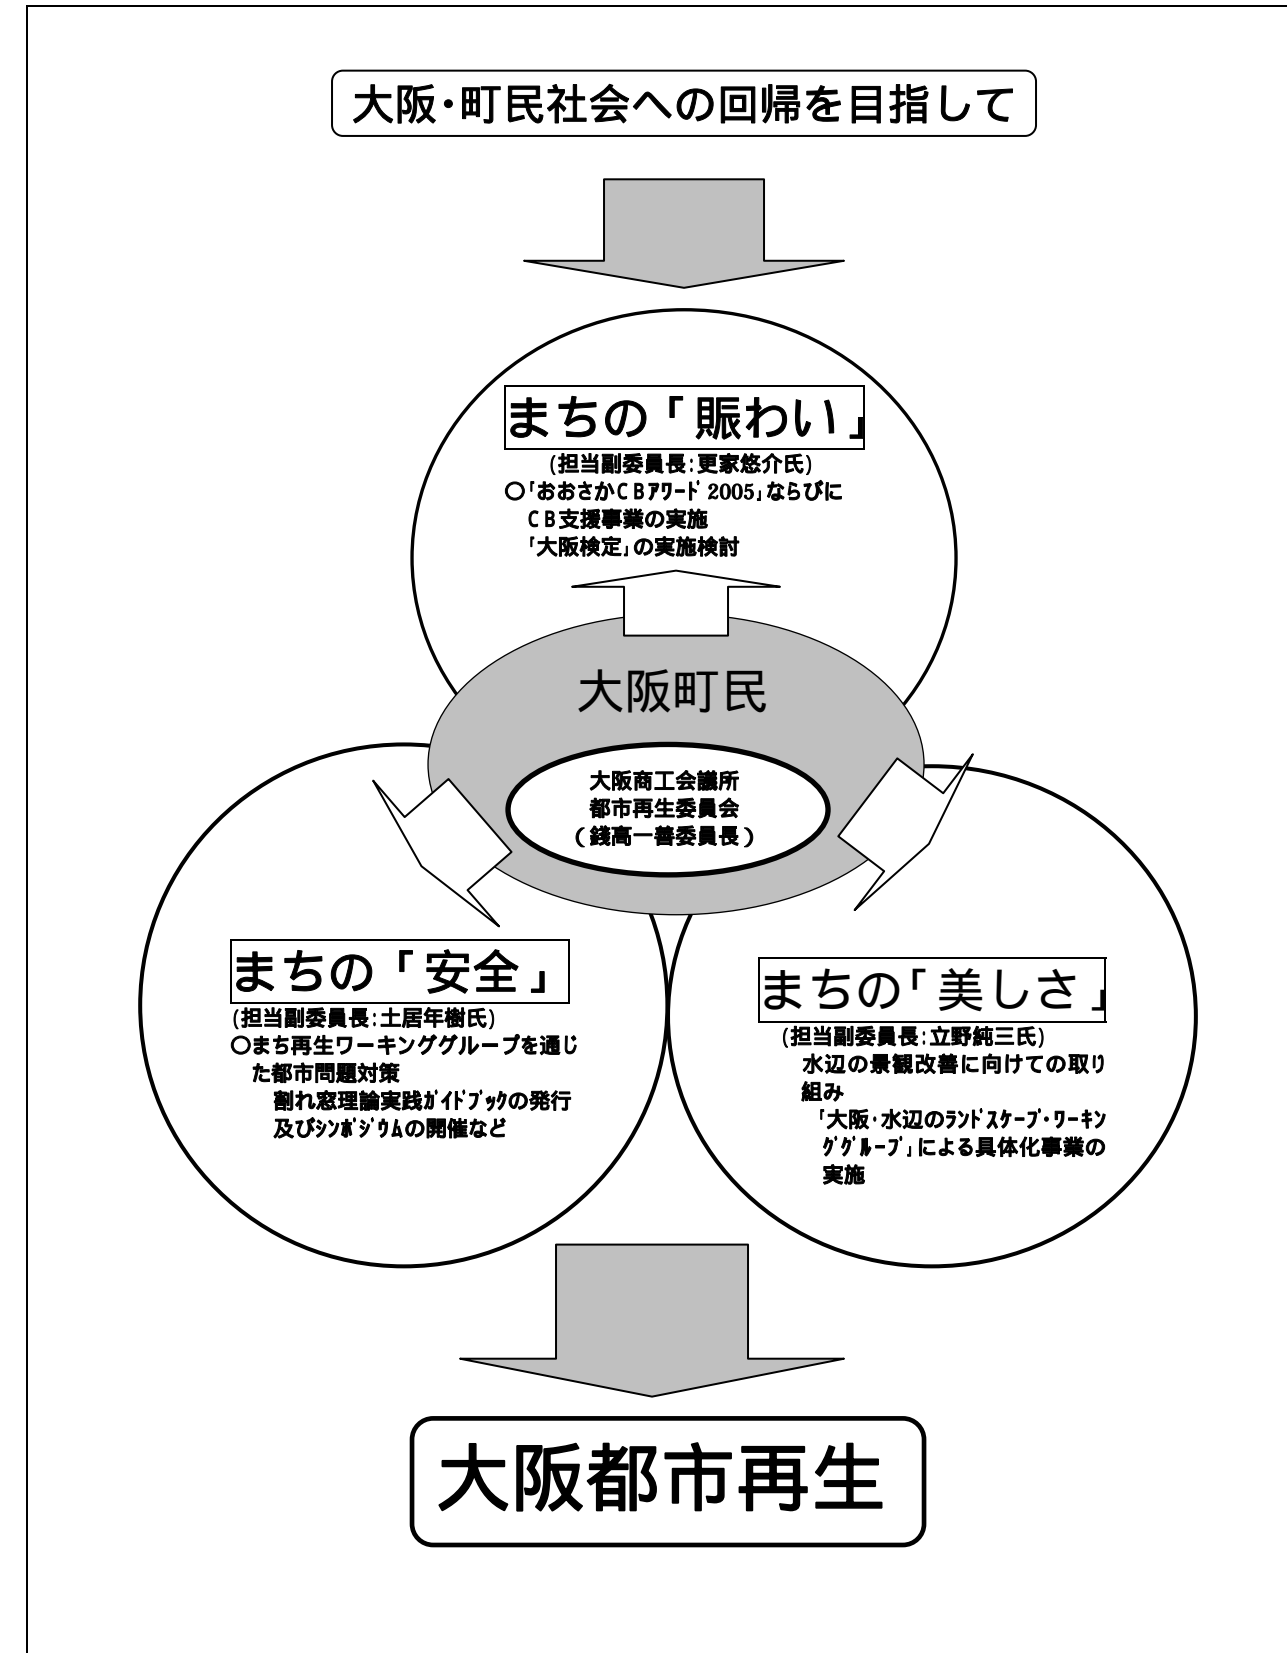 大阪・町民社会への回帰を目指して
まちの「賑わい」
(担当副委員長:更家悠介氏)
○「おおさかCBｱﾜｰﾄﾞ2005」ならびに
CB支援事業の実施
「大阪検定」の実施検討
大阪町民
大阪商工会議所
都市再生委員会
(錢高一善委員長)
まちの「安全」
(担当副委員長:土居年樹氏)
○まち再生ワーキンググループを通じ
た都市問題対策
割れ窓理論実践ｶﾞｲﾄﾞﾌﾞｯｸの発行
及びｼﾝﾎﾟｼﾞｳﾑの開催など
まちの「美しさ」
(担当副委員長:立野純三氏)
水辺の景観改善に向けての取り
組み
「大阪・水辺のﾗﾝﾄﾞｽｹｰﾌﾟ・ﾜｰｷﾝ
ｸﾞｸﾞﾙｰﾌﾟ」による具体化事業の
実施
大阪都市再生